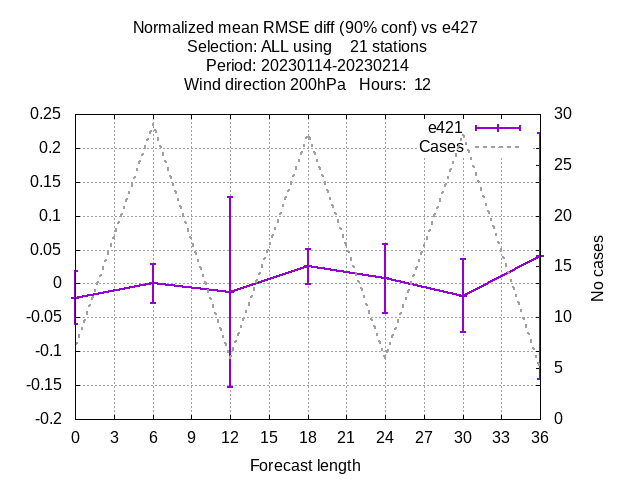 Normalized mean RMSE diff (90% conf) vs e427
Selection: ALL using    21 stations
Period: 20230114-20230214
Wind direction 200hPa   Hours:  12
0.25
0.2
0.15
0.1
0.05
0
-0.05
-0.1
-0.15
-0.2
30
25
20
15
10
5
0
e421
Cases
No cases
0 3 6 9 12 15 18 21 24 27 30 33 36
Forecast length